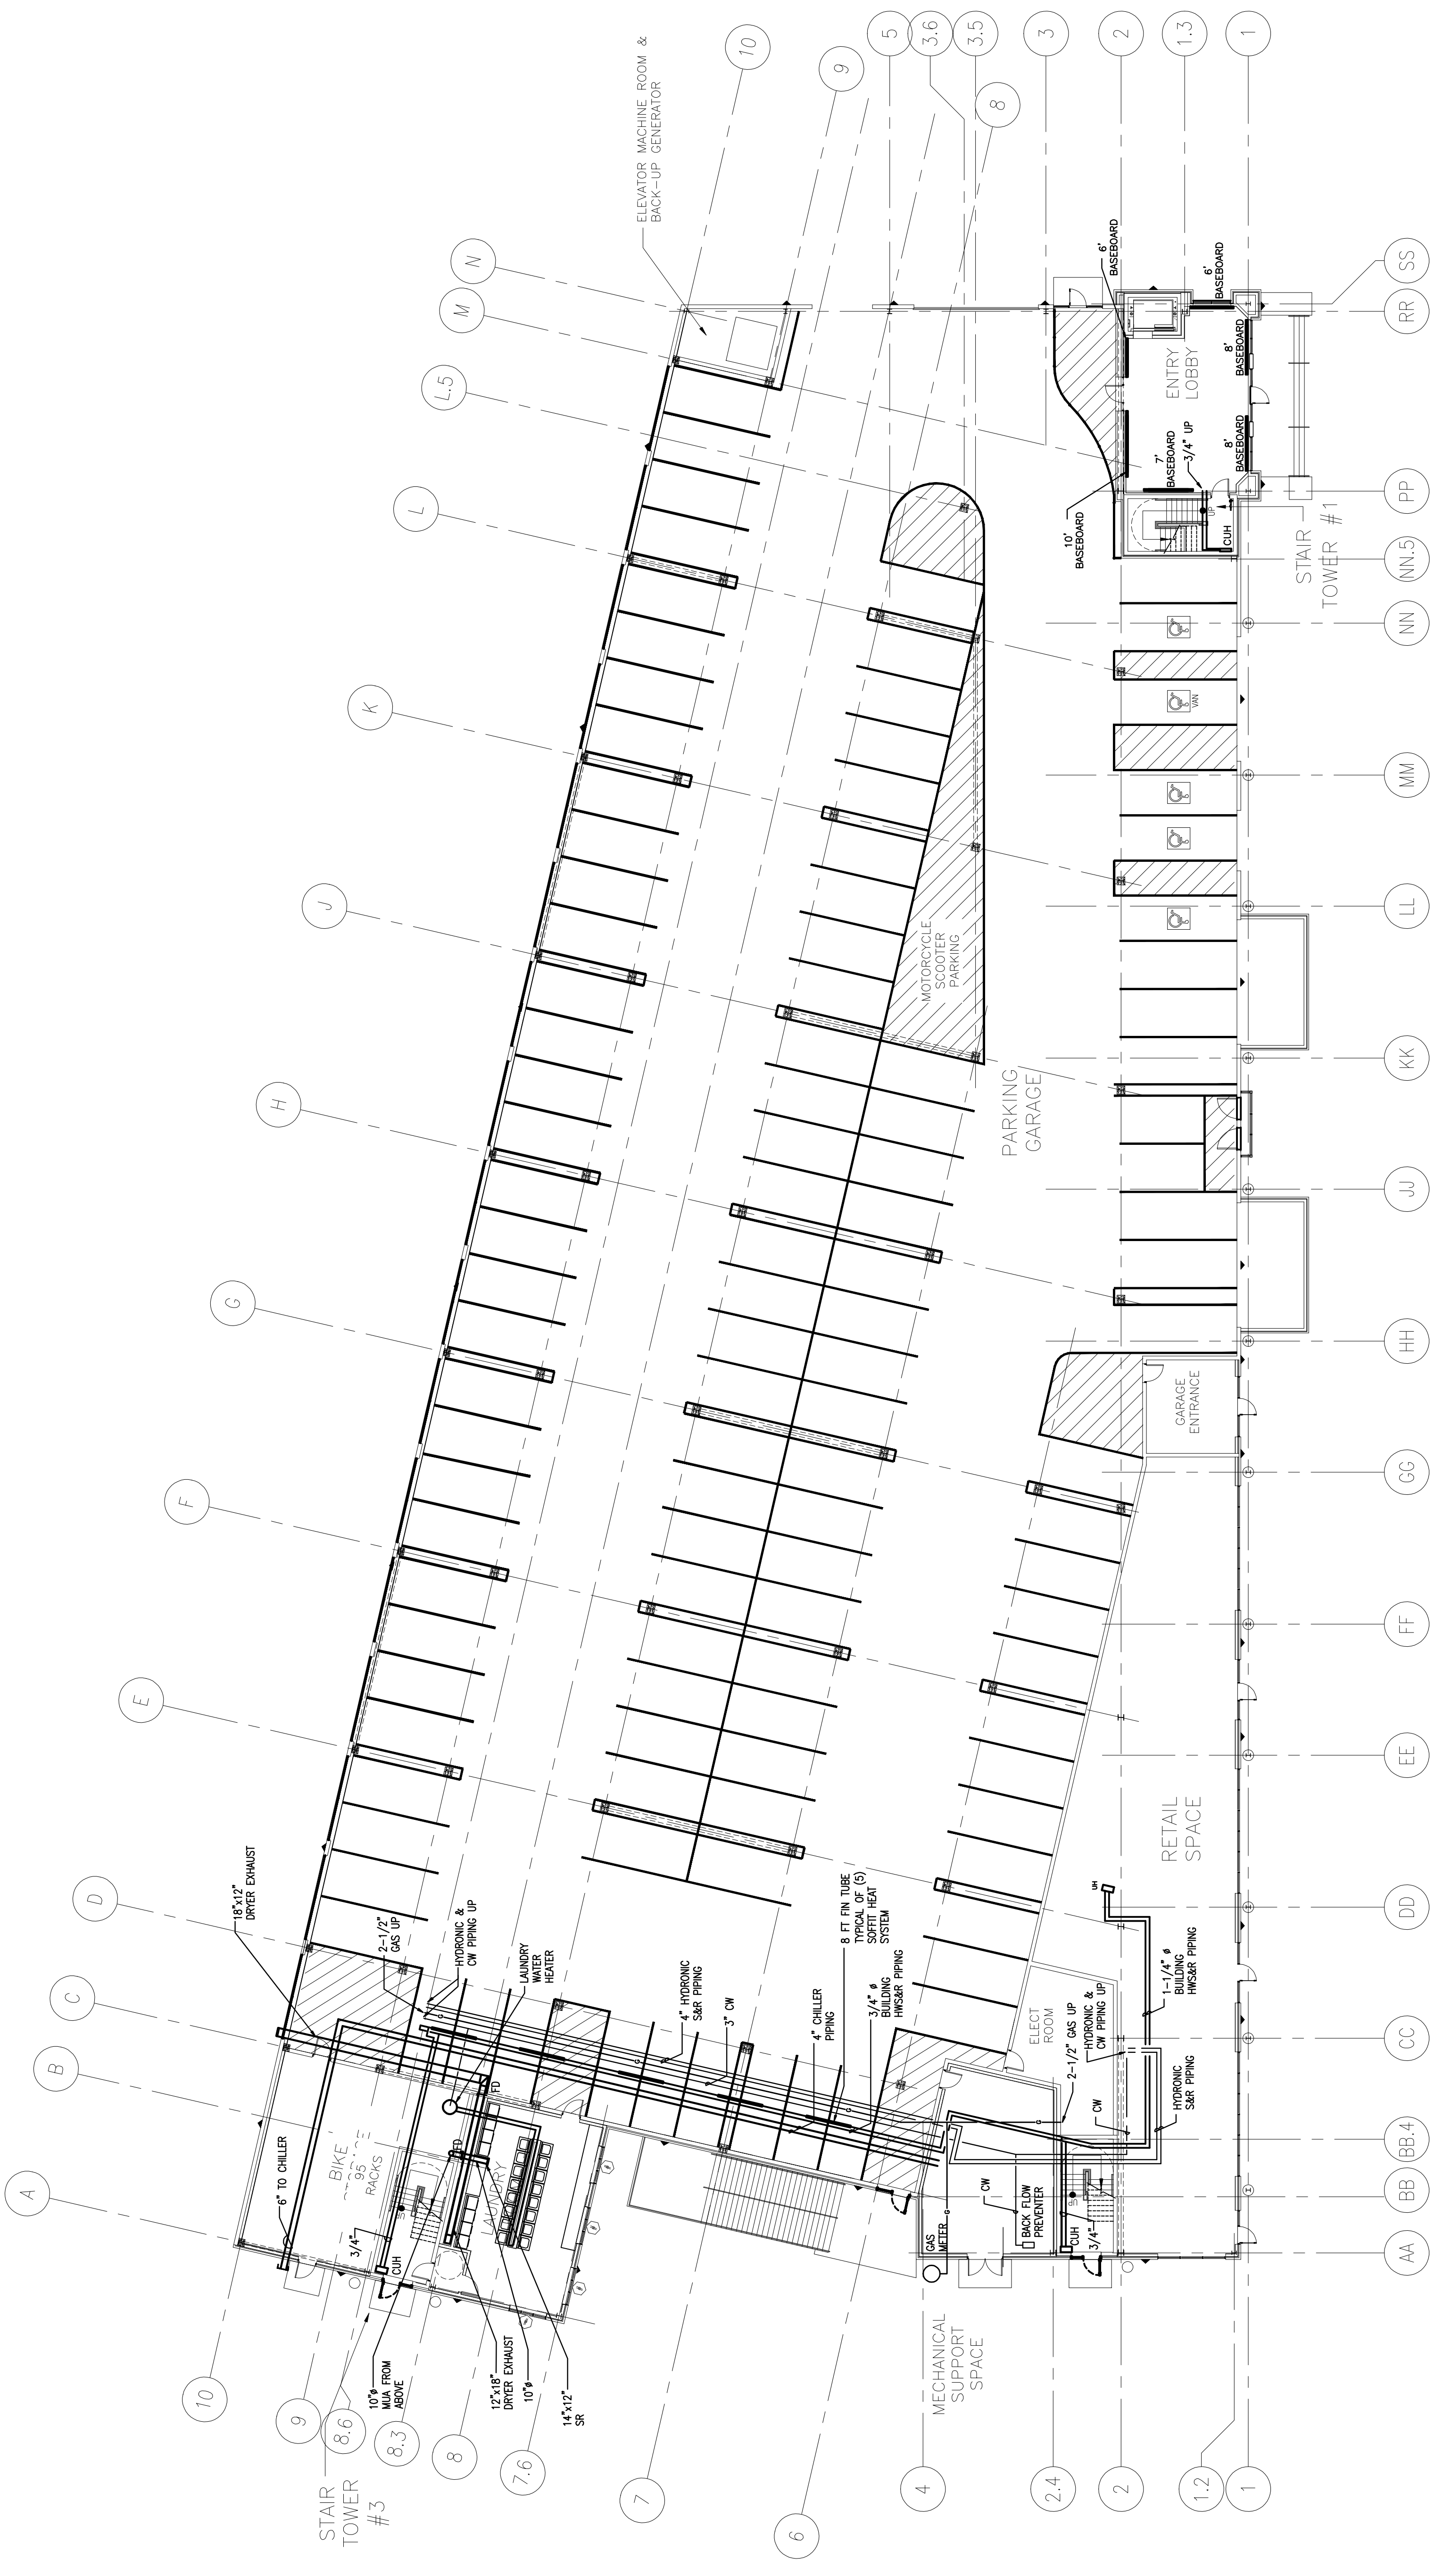 10
9
5
3.6
3.5
3
2
1.3
1
8
ELEVATOR MACHINE ROOM &
BACK-UP GENERATOR
N
M
L.5
L
K
J
H
G
F
E
D
C
B
A
SS
RR
PP
NN.5
NN
MM
LL
KK
JJ
HH
GG
FF
EE
DD
CC
BB.4
BB
AA
6'
BASEBOARD
6'
BASEBOARD
ENTRY
LOBBY
8'
BASEBOARD
8'
BASEBOARD
7'
BASEBOARD
3/4" UP
10'
BASEBOARD
UP
CUH
STAIR
TOWER #1
VAN
MOTORCYCLE
SCOOTER
PARKING
PARKING
GARAGE
GARAGE
ENTRANCE
RETAIL
SPACE
18"x12"
DRYER EXHAUST
2-1/2"
GAS UP
HYDRONIC &
CW PIPING UP
LAUNDRY
WATER
HEATER
4" HYDRONIC
S&R PIPING
3" CW
4" CHILLER
PIPING
8 FT FIN TUBE
TYPICAL OF (5)
SOFFIT HEAT
SYSTEM
3/4" ø
BUILDING
HWS&R PIPING
ELECT
ROOM
2-1/2" GAS UP
HYDRONIC &
CW PIPING UP
UH
1-1/4" ø
BUILDING
HWS&R PIPING
HYDRONIC
S&R PIPING
CW
CW
G
G
G
G
G
BACK FLOW
PREVENTER
GAS
METER
CUH
3/4"
6" TO CHILLER
BIKE
STORAGE
95
RACKS
3/4"
CUH
FD
FD
LAUNDRY
10"ø
MUA FROM
ABOVE
12"x18"
DRYER EXHAUST
10"ø
14"x12"
SR
MECHANICAL
SUPPORT
SPACE
STAIR
TOWER
#3
10
9
8.6
8.3
8
7.6
7
6
4
2.4
2
1.2
1